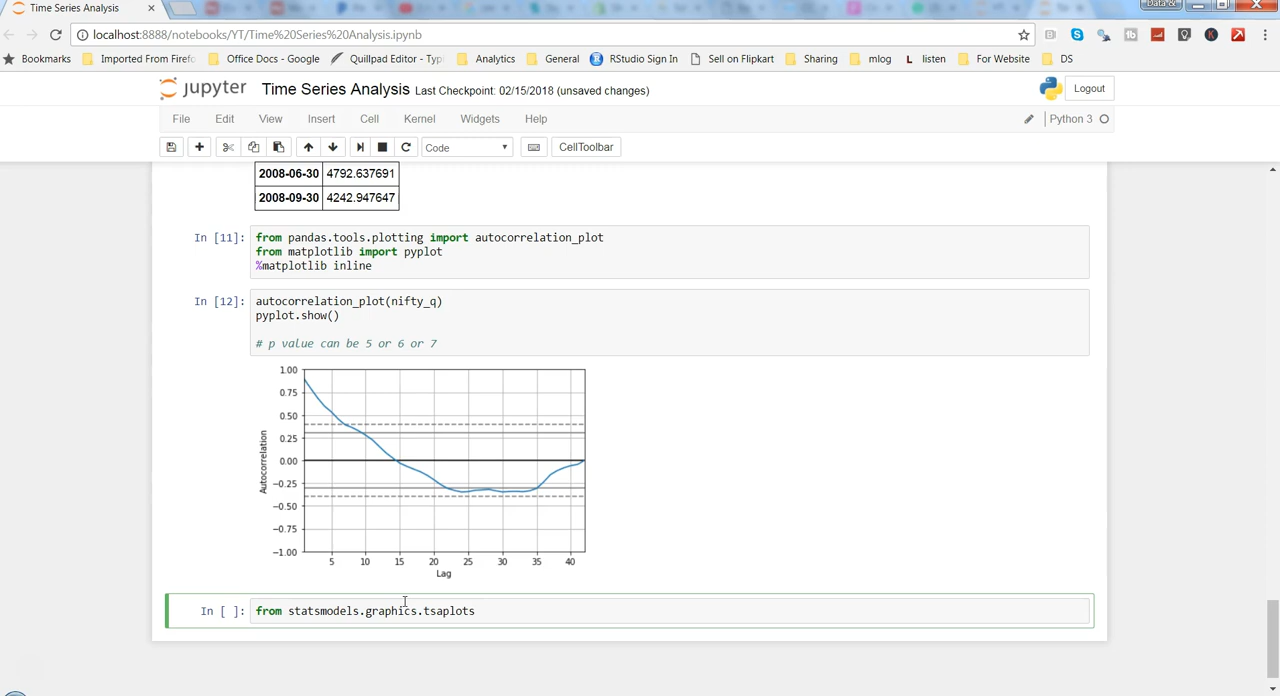 Time Series Analysis
Data &
localhost:8888/notebooks/YT/Time%20Series%20Analysis.ipynb
Bookmarks Imported From Firefo Office Docs - Google Quillpad Editor - Typi Analytics General RStudio Sign In Sell on Flipkart Sharing mlog L listen For Website DS
jupyter Time Series Analysis Last Checkpoint: 02/15/2018 (unsaved changes) Logout
File Edit View Insert Cell Kernel Widgets Help Python 3
Code CellToolbar
2008-06-30 4792.637691
2008-09-30 4242.947647
In [11]: from pandas.tools.plotting import autocorrelation_plot
from matplotlib import pyplot
%matplotlib inline
In [12]: autocorrelation_plot(nifty_q)
pyplot.show()
# p value can be 5 or 6 or 7
1.00
0.75
0.50
0.25
0.00
−0.25
−0.50
−0.75
−1.00
Autocorrelation
5 10 15 20 25 30 35 40
Lag
In [ ]: from statsmodels.graphics.tsaplots